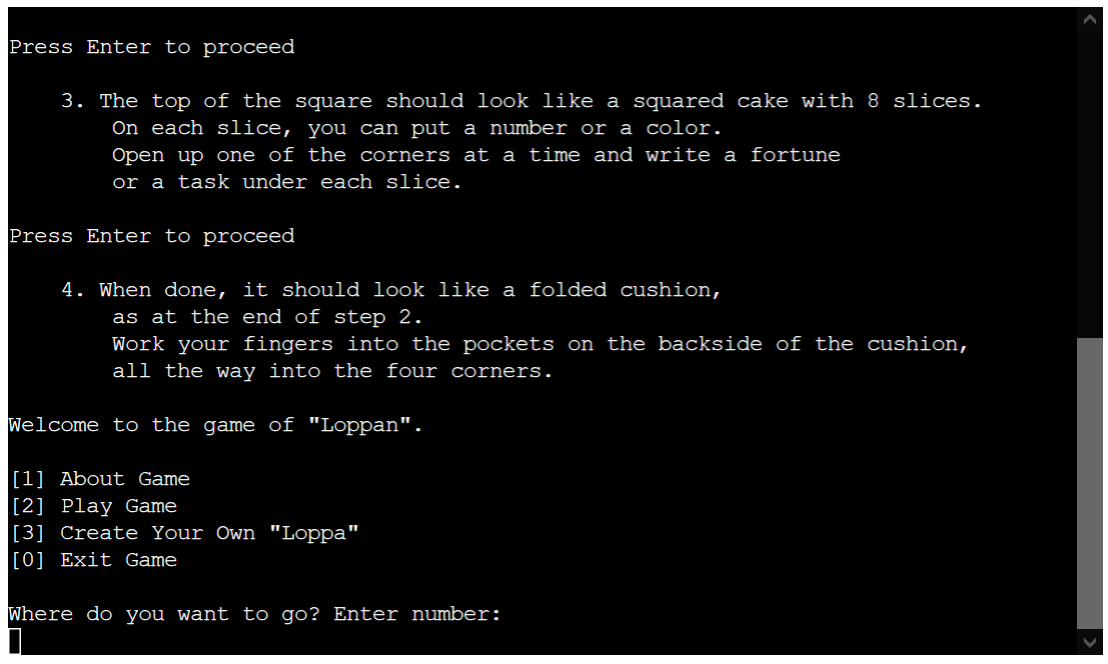 Press Enter to proceed
3. The top of the square should look like a squared cake with 8 slices.
On each slice, you can put a number or a color.
Open up one of the corners at a time and write a fortune
or a task under each slice.
Press Enter to proceed
4. When done, it should look like a folded cushion,
as at the end of step 2.
Work your fingers into the pockets on the backside of the cushion,
all the way into the four corners.
Welcome to the game of "Loppan".
[1] About Game
[2] Play Game
[3] Create Your Own "Loppa"
[0] Exit Game
Where do you want to go? Enter number: